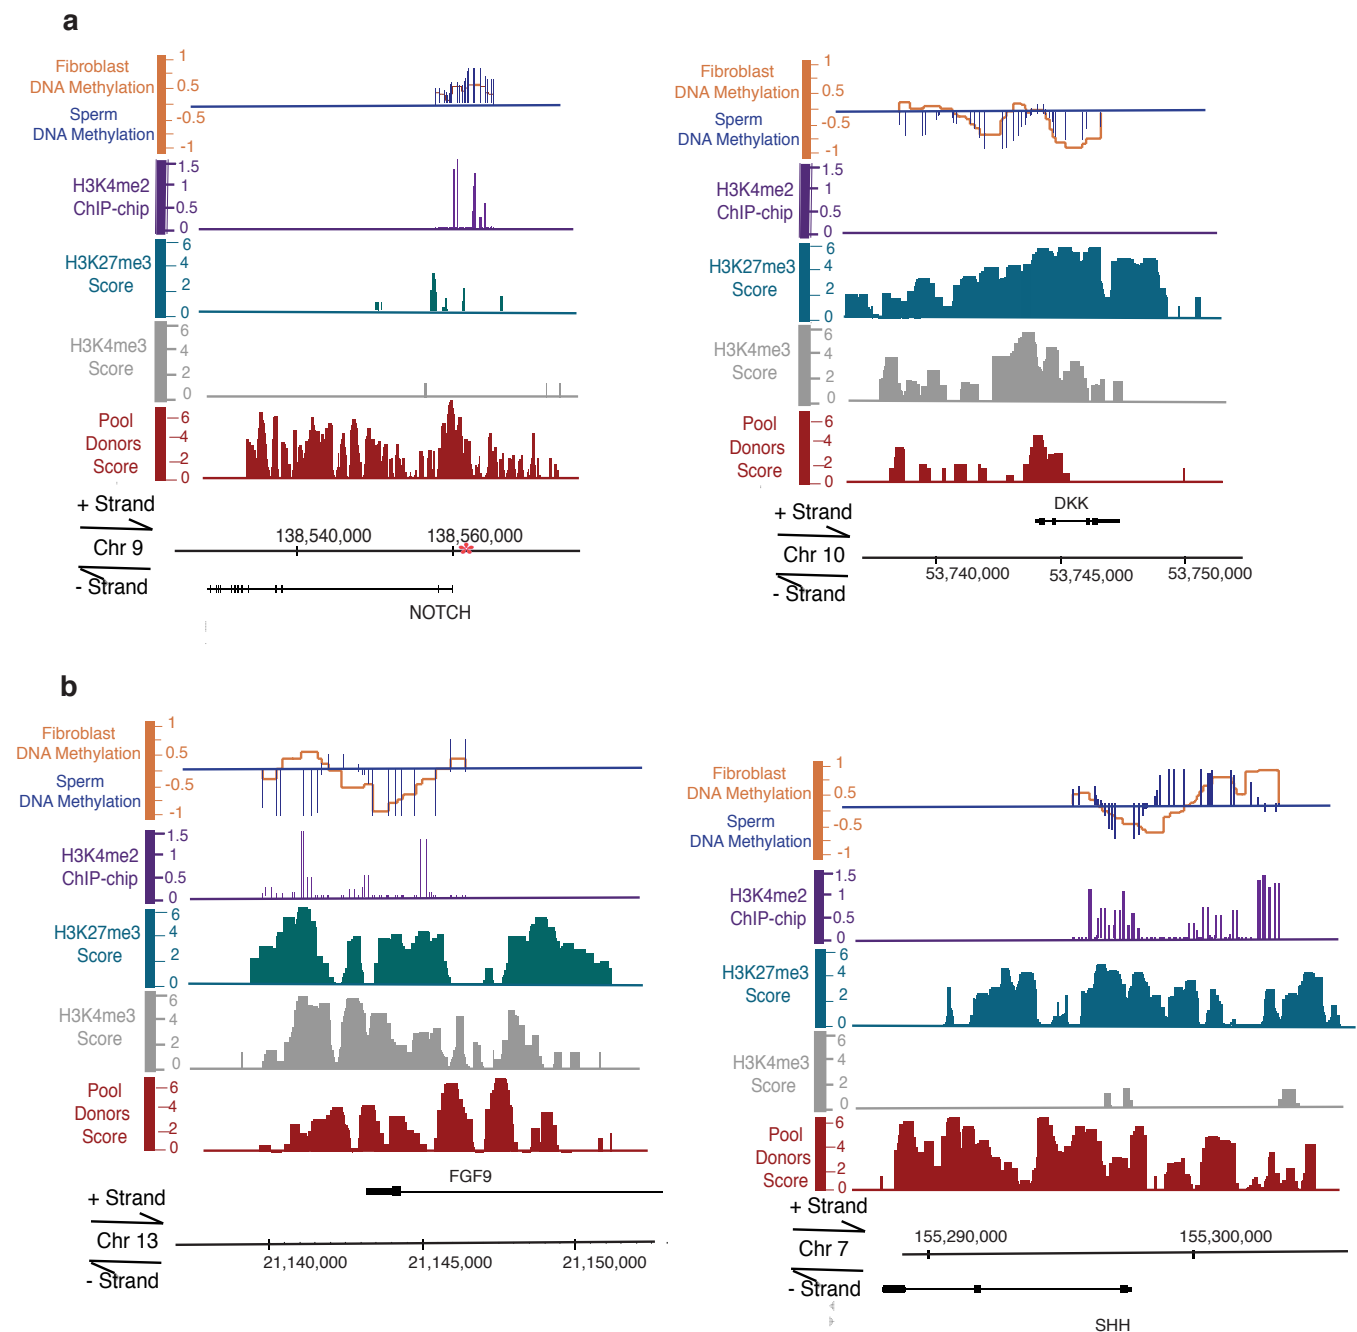 a
Fibroblast
DNA Methylation
Sperm
DNA Methylation
1
0.5
-0.5
-1
H3K4me2
ChIP-chip
1.5
1
0.5
0
H3K27me3
Score
6
4
2
0
H3K4me3
Score
6
4
2
0
Pool
Donors
Score
6
4
2
0
+ Strand
Chr 9
- Strand
138,540,000
138,560,000
NOTCH
Fibroblast
DNA Methylation
Sperm
DNA Methylation
1
0.5
-0.5
-1
H3K4me2
ChIP-chip
1.5
1
0.5
0
H3K27me3
Score
6
4
2
0
H3K4me3
Score
6
4
2
0
Pool
Donors
Score
6
4
2
0
DKK
+ Strand
Chr 10
- Strand
53,740,000
53,745,000
53,750,000
b
Fibroblast
DNA Methylation
Sperm
DNA Methylation
1
0.5
-0.5
-1
H3K4me2
ChIP-chip
1.5
1
0.5
0
H3K27me3
Score
6
4
2
0
H3K4me3
Score
6
4
2
0
Pool
Donors
Score
6
4
2
0
FGF9
+ Strand
Chr 13
- Strand
21,140,000
21,145,000
21,150,000
Fibroblast
DNA Methylation
Sperm
DNA Methylation
1
0.5
-0.5
-1
H3K4me2
ChIP-chip
1.5
1
0.5
0
H3K27me3
Score
6
4
2
0
H3K4me3
Score
6
4
2
0
Pool
Donors
Score
6
4
2
0
+ Strand
Chr 7
- Strand
155,290,000
155,300,000
SHH